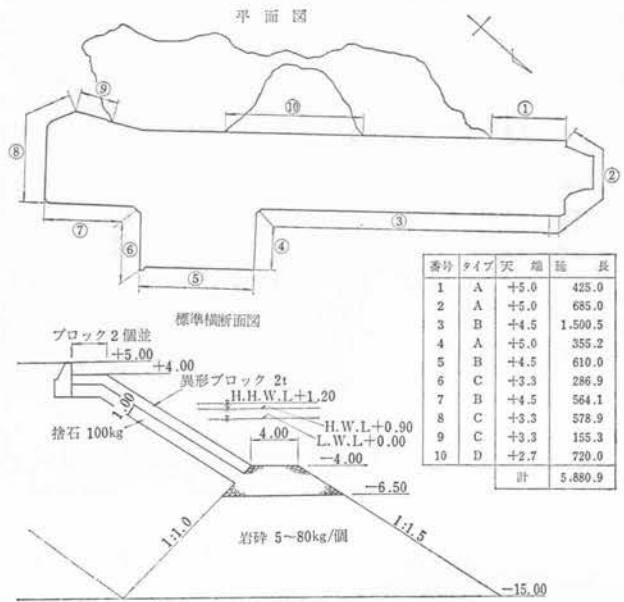 平面図
⑨
⑩
①
⑧
②
③
⑦
⑥
④
⑤
番号 タイプ 天端 延長
1 A +5.0 425.0
2 A +5.0 685.0
3 B +4.5 1.500.5
4 A +5.0 355.2
5 B +4.5 610.0
6 C +3.3 286.9
7 B +4.5 564.1
8 C +3.3 578.9
9 C +3.3 155.3
10 D +2.7 720.0
計 5.880.9
標準横断面図
ブロック2個並
+5.00
+4.00
異形ブロック 2t
H.H.W.L+1.20
1.00
捨石 100kg
H.W.L+0.90
4.00
L.W.L+0.00
-4.00
-6.50
1:1.0
1:1.5
岩砕 5~80kg/個
-15.00